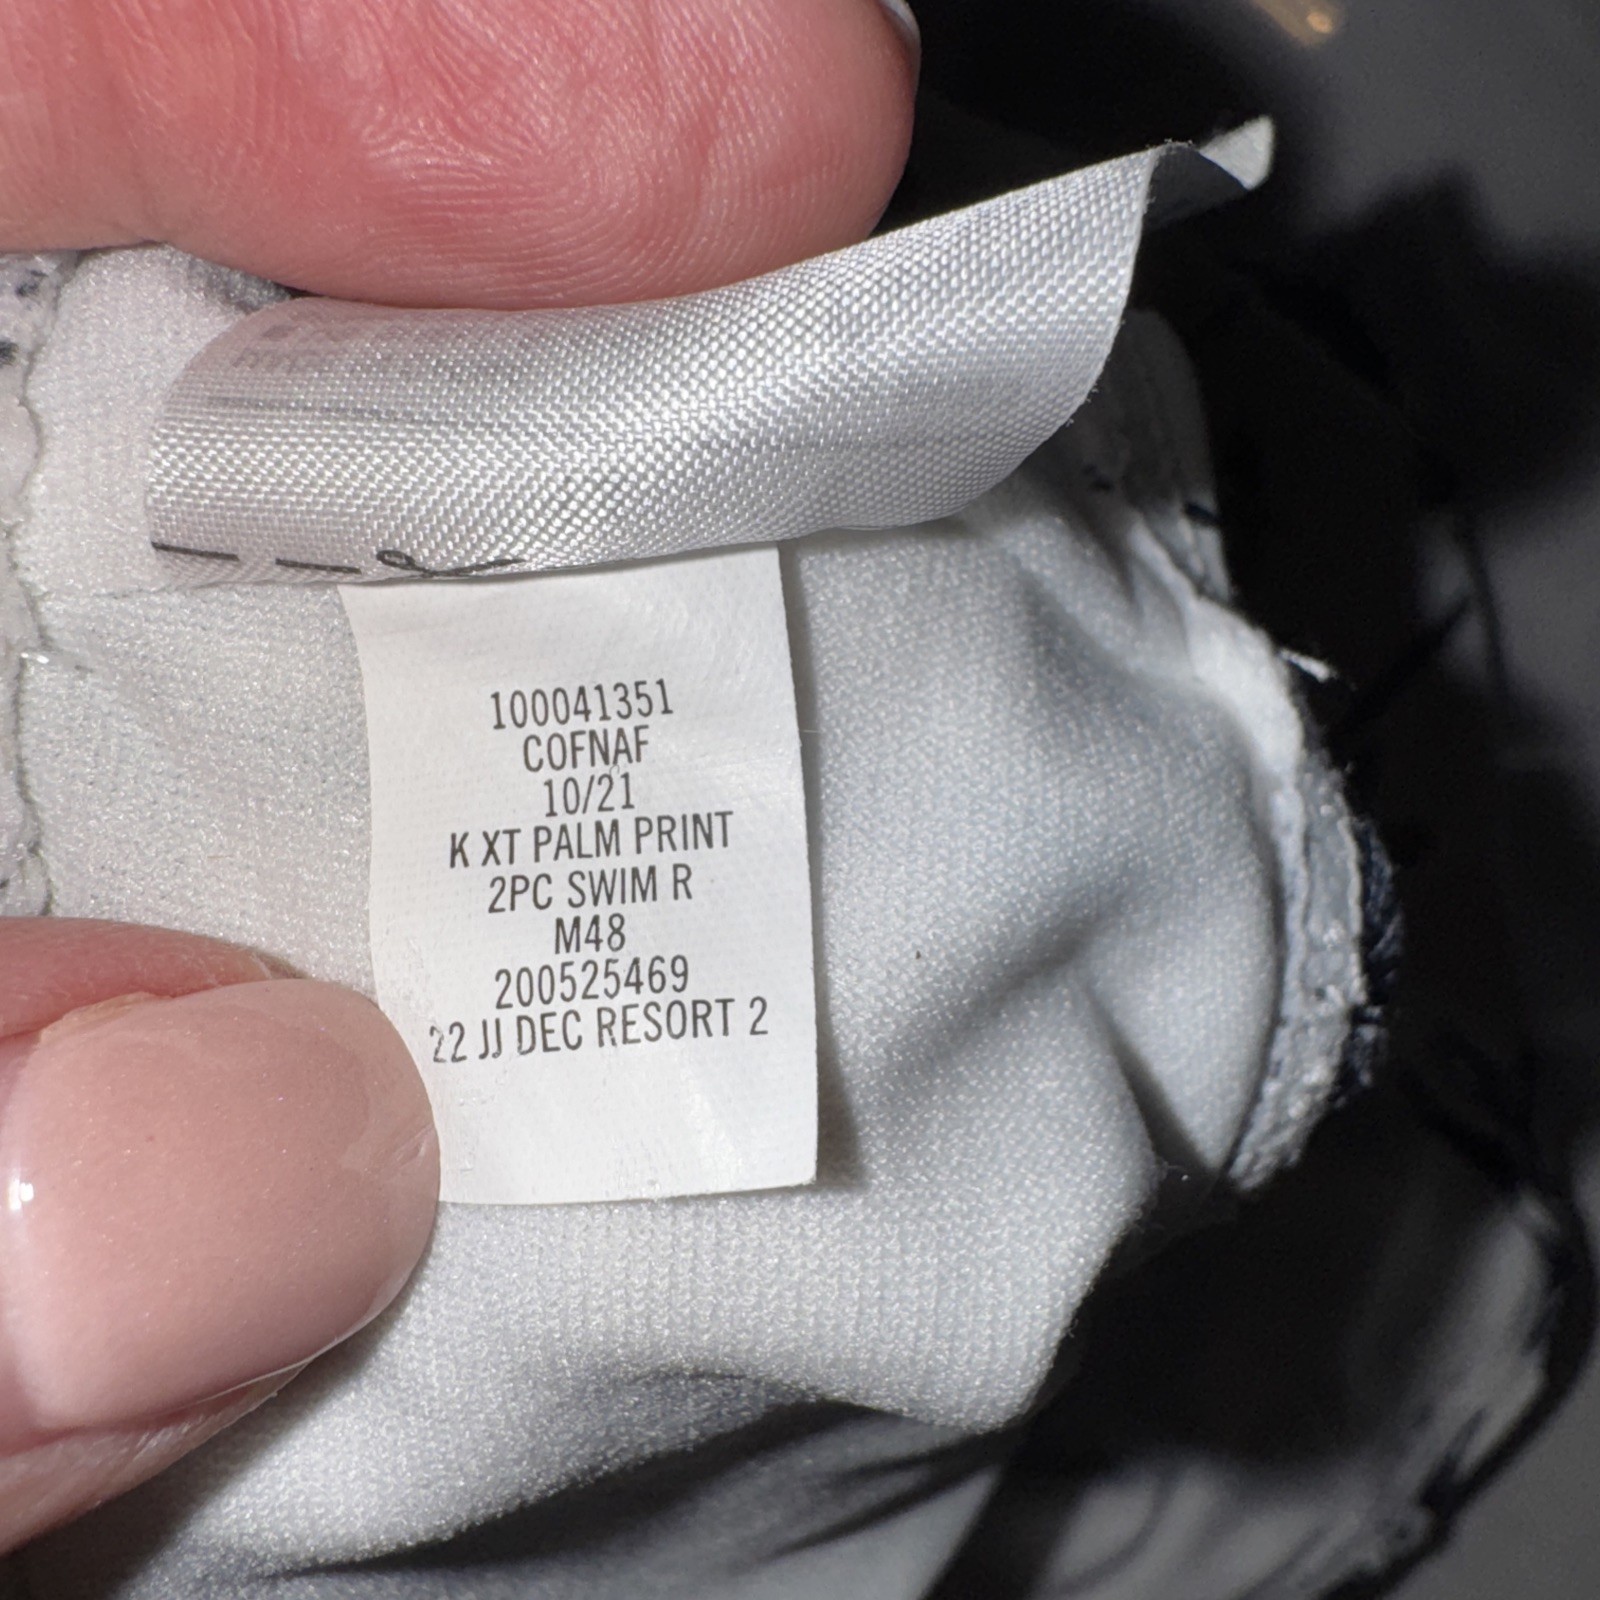 100041351
COFNAF
10/21
K XT PALM PRINT
2PC SWIM R
M48
200525469
22 JJ DEC RESORT 2